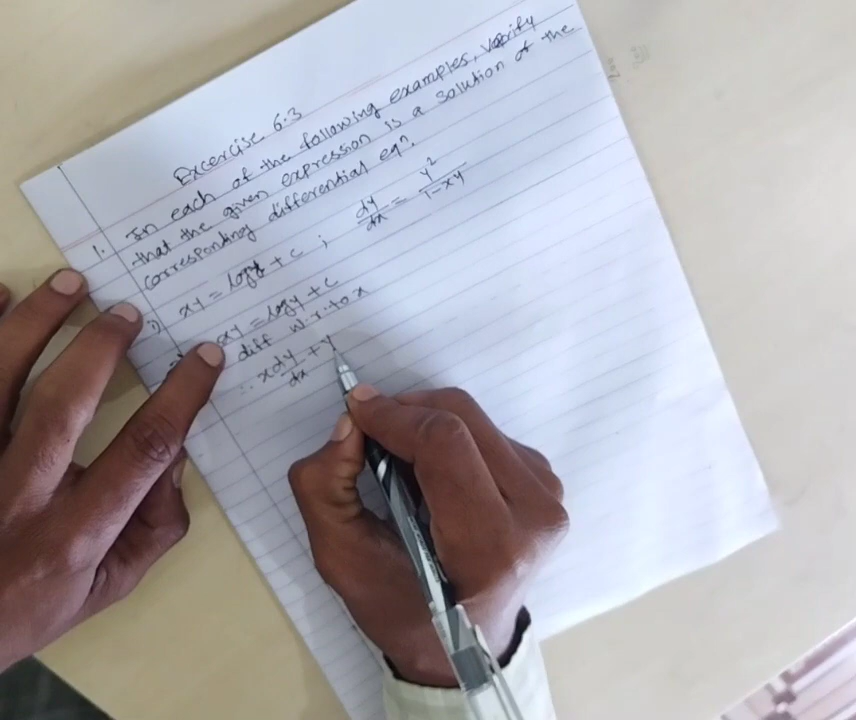 Excercise 6.3
1. In each of the following examples, verify
that the given expression is a solution of the
corresponding differential eqn.
i) xy = logy + c ; dy/dx = y²/1-xy
xy = logy + c
diff w.r.to x
∴ x dy/dx + y